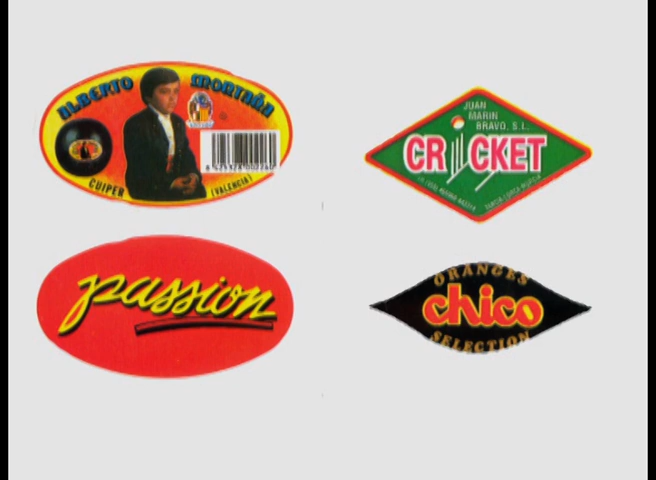 ALBERTO MONTAÑA
CUIPER (VALENCIA)
JUAN
MARIN
BRAVO, S.L.
CRICKET
passion
ORANGES
chico
SELECTION